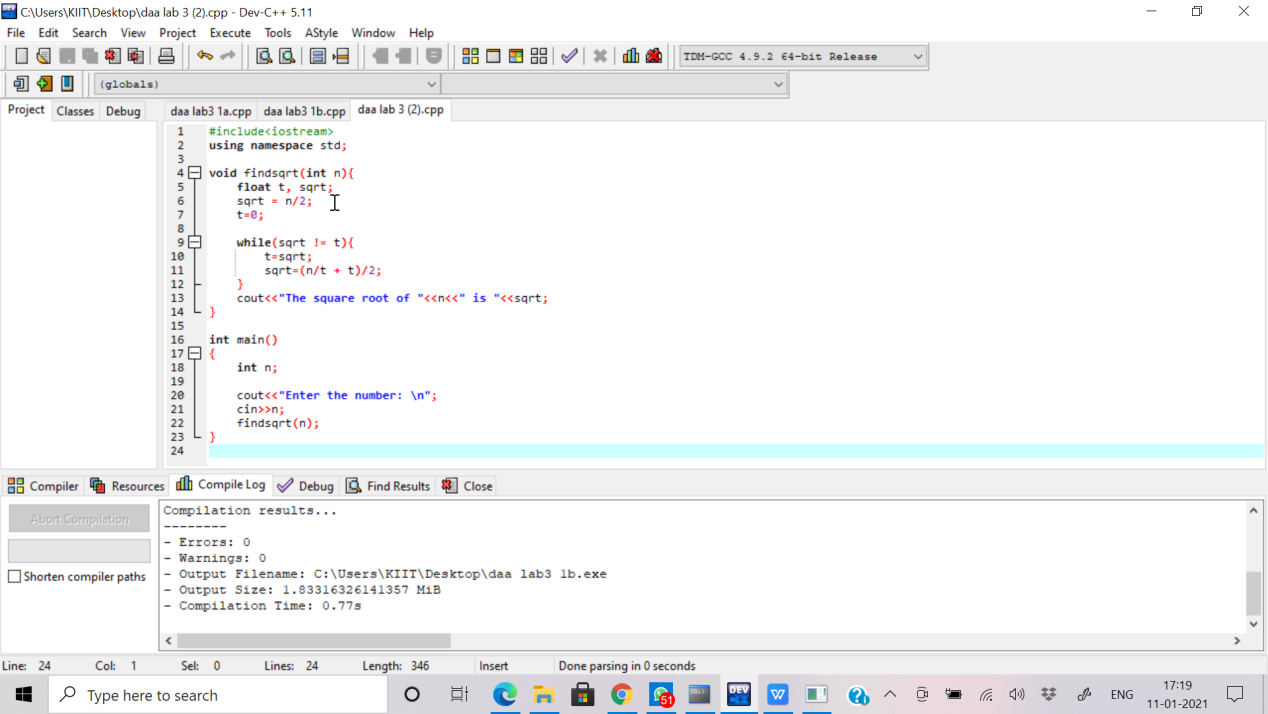 C:\Users\KIIT\Desktop\daa lab 3 (2).cpp - Dev-C++ 5.11
File Edit Search View Project Execute Tools AStyle Window Help
TDM-GCC 4.9.2 64-bit Release
(globals)
Project Classes Debug daa lab3 1a.cpp daa lab3 1b.cpp daa lab 3 (2).cpp
1 #include<iostream>
2 using namespace std;
3
4 void findsqrt(int n){
5 float t, sqrt;
6 sqrt = n/2;
7 t=0;
8
9 while(sqrt != t){
10 t=sqrt;
11 sqrt=(n/t + t)/2;
12 }
13 cout<<"The square root of "<<n<<" is "<<sqrt;
14 }
15
16 int main()
17 {
18 int n;
19
20 cout<<"Enter the number: \n";
21 cin>>n;
22 findsqrt(n);
23 }
24
Compiler Resources Compile Log Debug Find Results Close
Abort Compilation
Shorten compiler paths
Compilation results...
--------
- Errors: 0
- Warnings: 0
- Output Filename: C:\Users\KIIT\Desktop\daa lab3 1b.exe
- Output Size: 1.83316326141357 MiB
- Compilation Time: 0.77s
Line: 24 Col: 1 Sel: 0 Lines: 24 Length: 346 Insert Done parsing in 0 seconds
Type here to search
51
DEV
ENG
17:19
11-01-2021